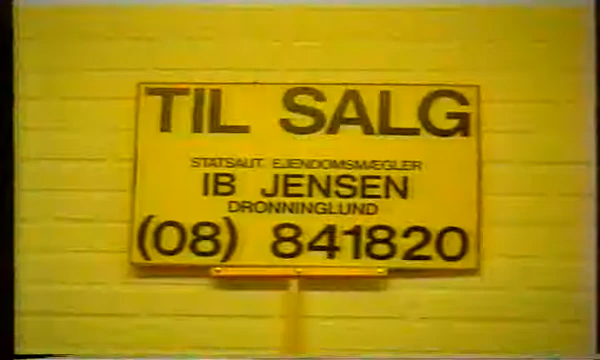 TIL SALG
STATSAUT. EJENDOMSMÆGLER
IB JENSEN
DRONNINGLUND
(08) 841820